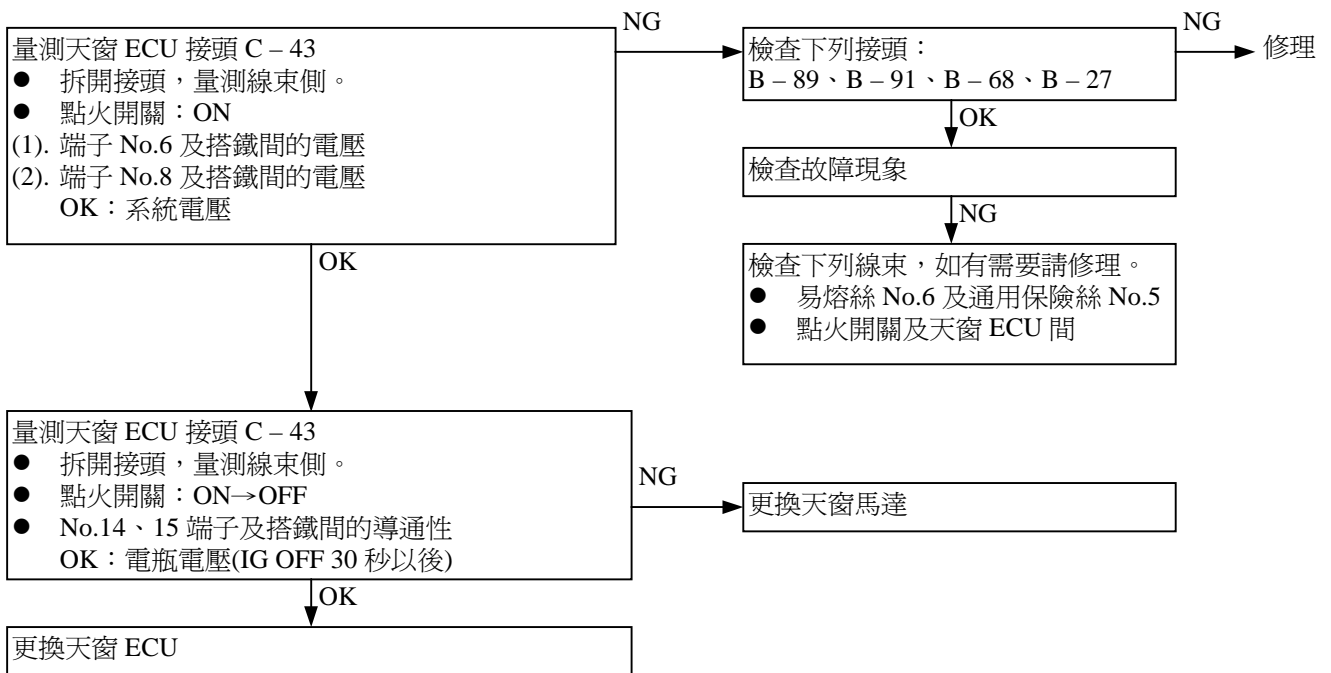 量測天窗 ECU 接頭 C – 43
● 拆開接頭，量測線束側。
● 點火開關：ON
(1). 端子 No.6 及搭鐵間的電壓
(2). 端子 No.8 及搭鐵間的電壓
OK：系統電壓
NG
檢查下列接頭：
B – 89、B – 91、B – 68、B – 27
NG
修理
OK
檢查故障現象
NG
檢查下列線束，如有需要請修理。
● 易熔絲 No.6 及通用保險絲 No.5
● 點火開關及天窗 ECU 間
OK
量測天窗 ECU 接頭 C – 43
● 拆開接頭，量測線束側。
● 點火開關：ON→OFF
● No.14、15 端子及搭鐵間的導通性
OK：電瓶電壓(IG OFF 30 秒以後)
NG
更換天窗馬達
OK
更換天窗 ECU